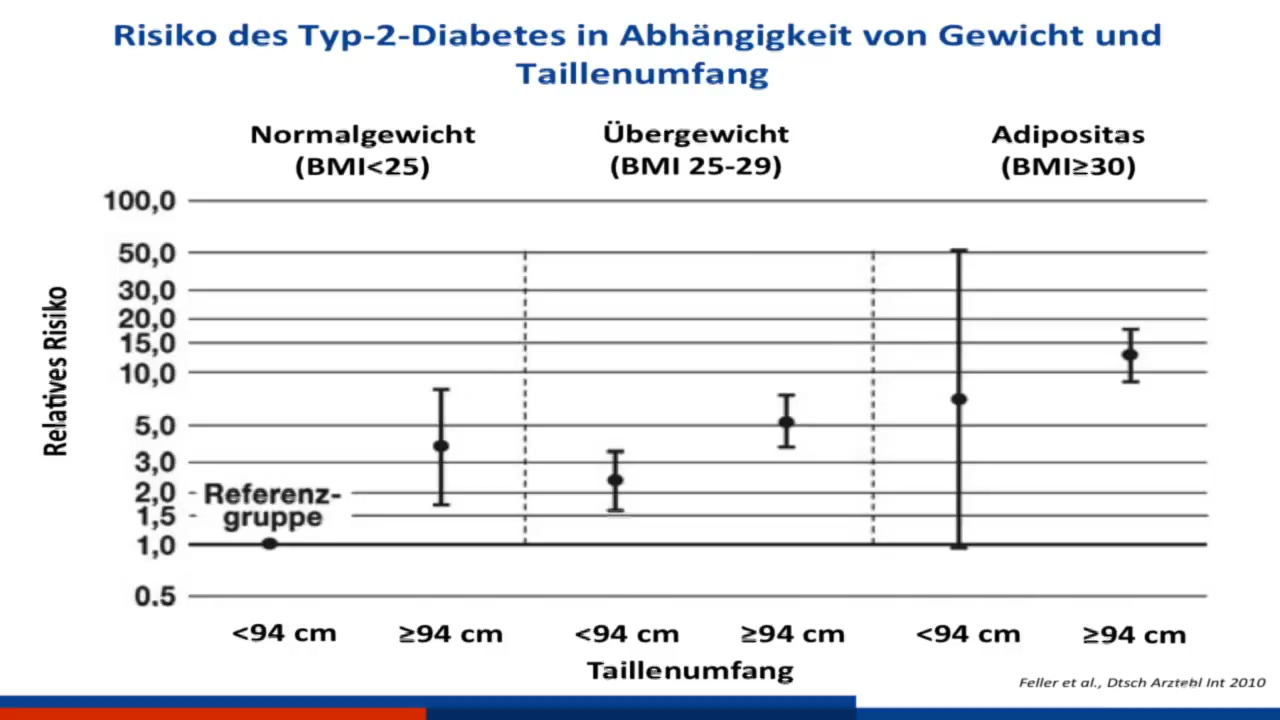 Risiko des Typ-2-Diabetes in Abhängigkeit von Gewicht und
Taillenumfang
Normalgewicht
(BMI<25)
Übergewicht
(BMI 25-29)
Adipositas
(BMI≥30)
Relatives Risiko
100,0
50,0
30,0
20,0
15,0
10,0
5,0
3,0
2,0
1,5
1,0
0.5
Referenz-
gruppe
<94 cm ≥94 cm <94 cm ≥94 cm <94 cm ≥94 cm
Taillenumfang
Feller et al., Dtsch Arztebl Int 2010